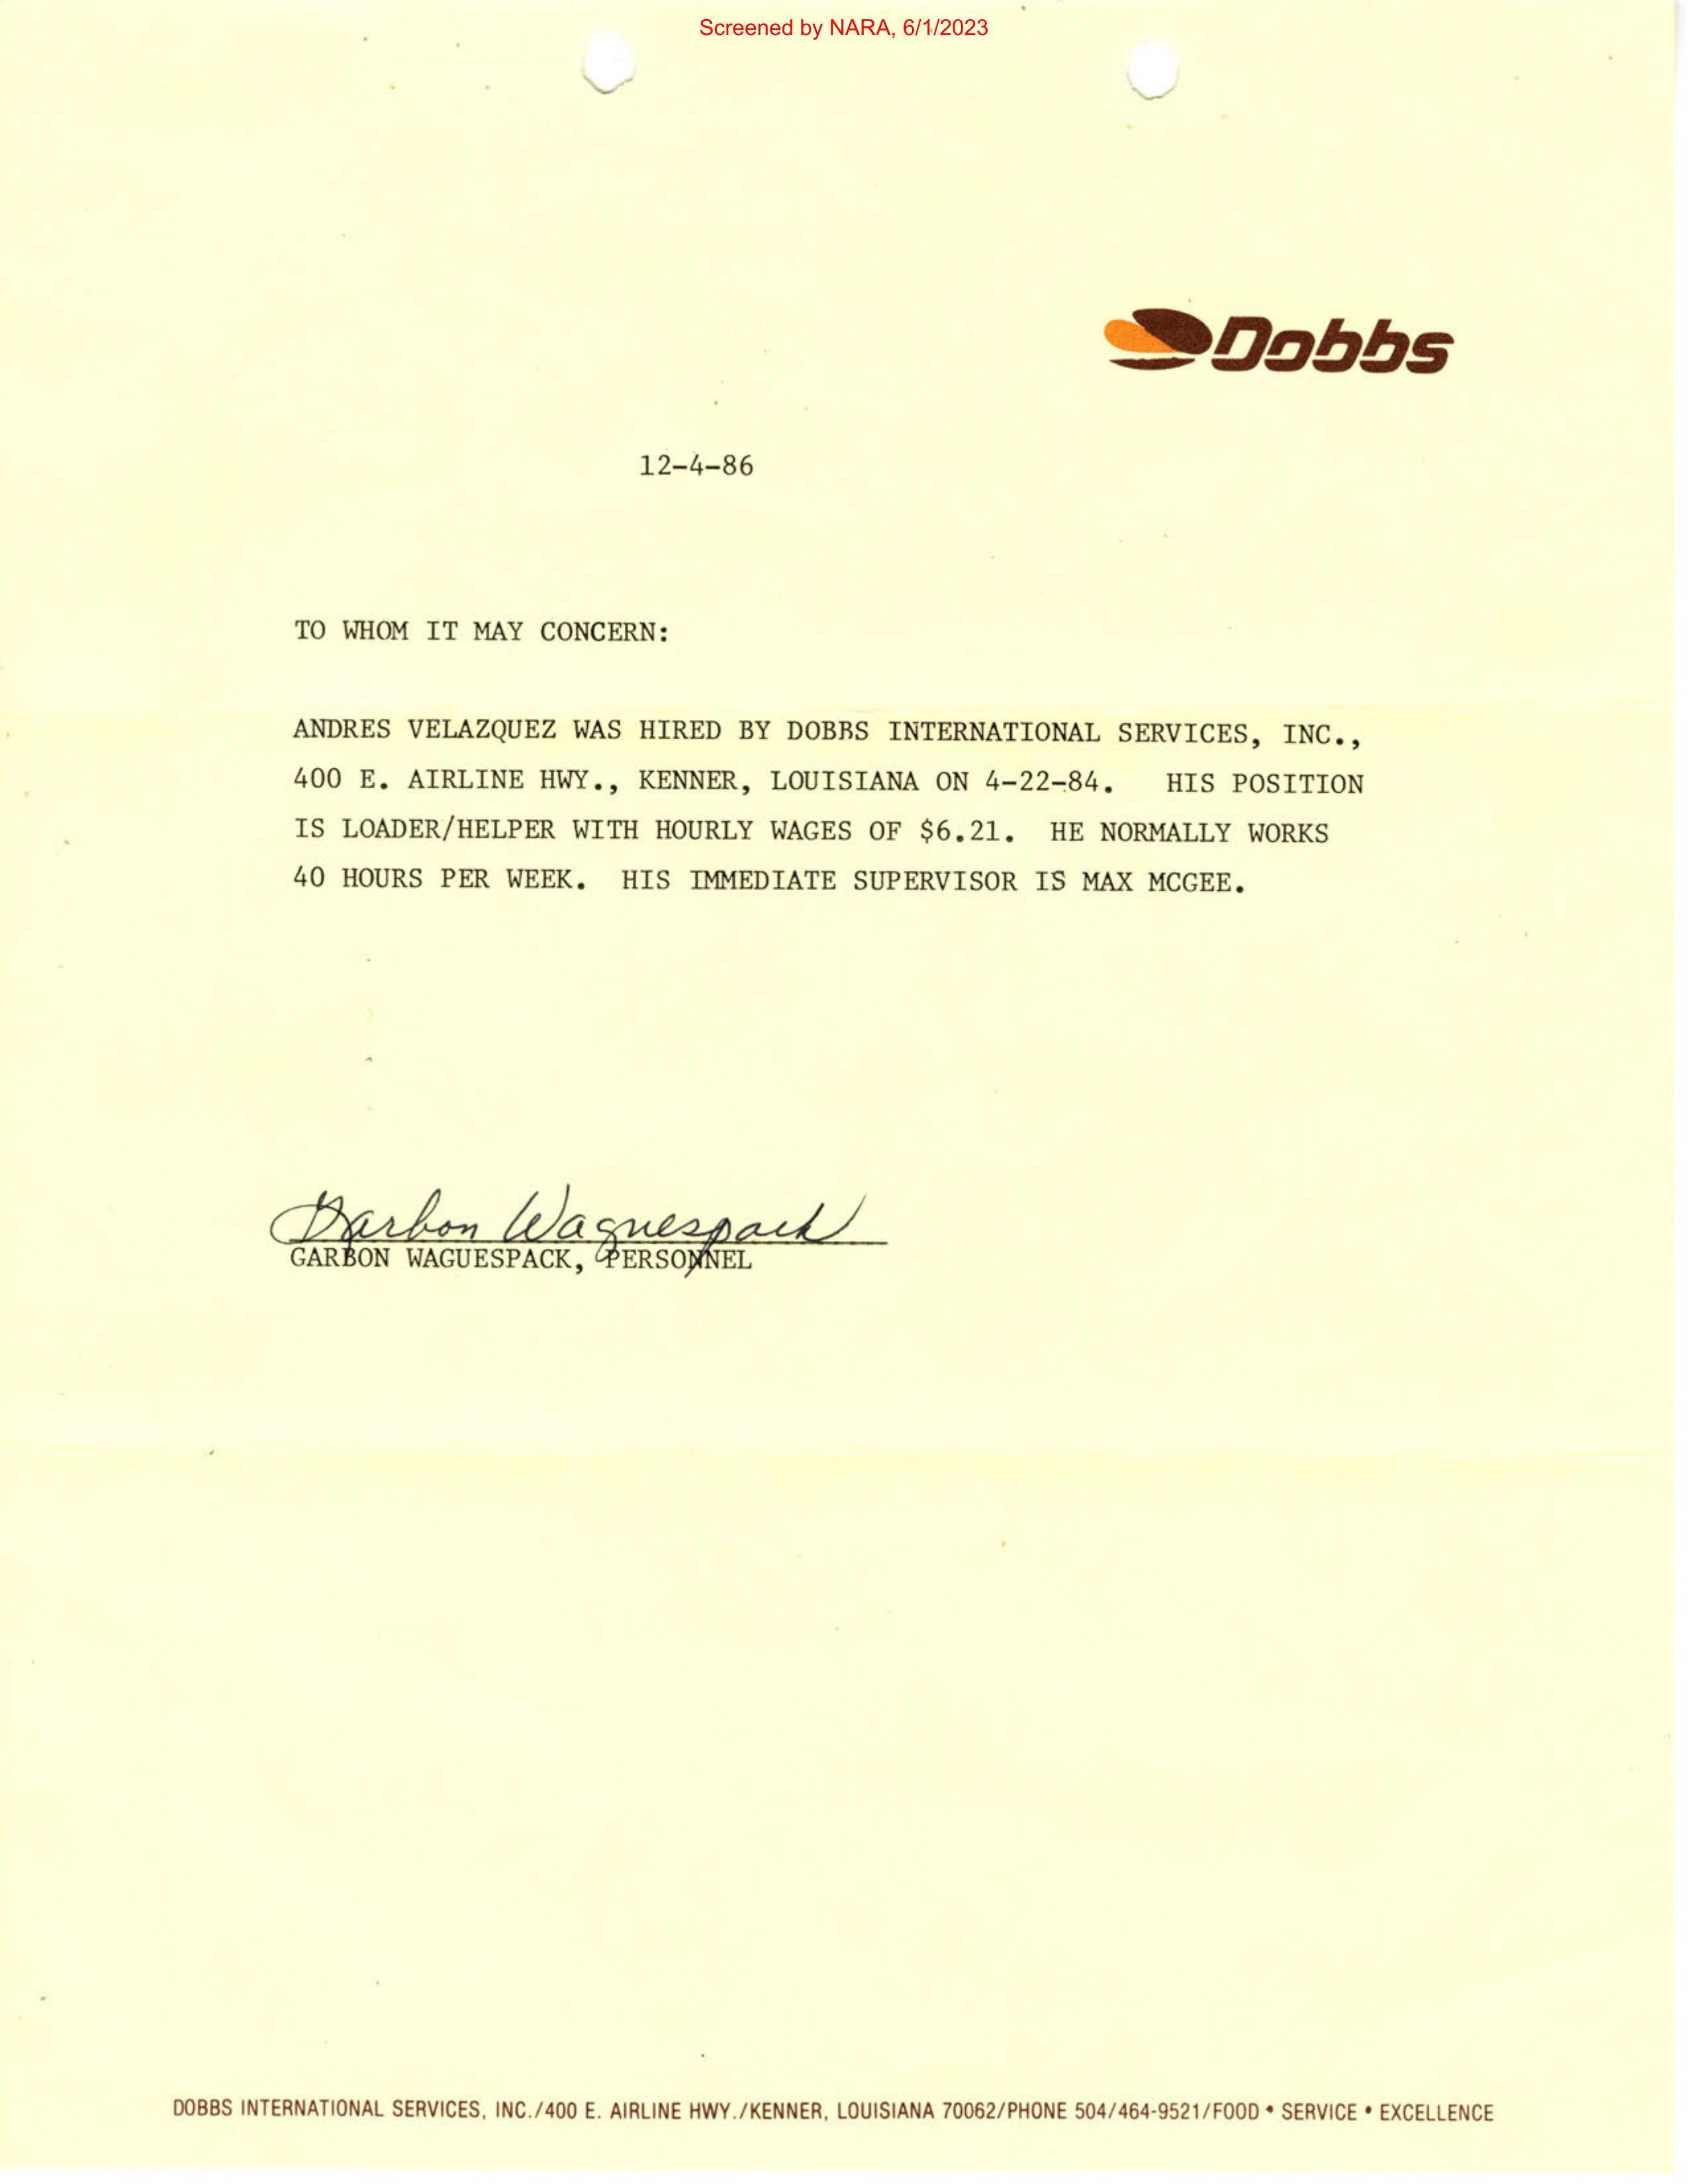 Screened by NARA, 6/1/2023
Dobbs
12-4-86
TO WHOM IT MAY CONCERN:
ANDRES VELAZQUEZ WAS HIRED BY DOBBS INTERNATIONAL SERVICES, INC.,
400 E. AIRLINE HWY., KENNER, LOUISIANA ON 4-22-84. HIS POSITION
IS LOADER/HELPER WITH HOURLY WAGES OF $6.21. HE NORMALLY WORKS
40 HOURS PER WEEK. HIS IMMEDIATE SUPERVISOR IS MAX MCGEE.
Garbon Waguespack
GARBON WAGUESPACK, PERSONNEL
DOBBS INTERNATIONAL SERVICES, INC./400 E. AIRLINE HWY./KENNER, LOUISIANA 70062/PHONE 504/464-9521/FOOD • SERVICE • EXCELLENCE